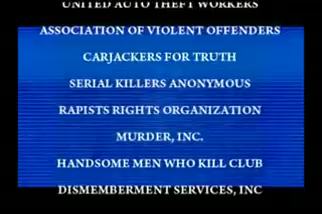 UNITED AUTO THEFT WORKERS
ASSOCIATION OF VIOLENT OFFENDERS
CARJACKERS FOR TRUTH
SERIAL KILLERS ANONYMOUS
RAPISTS RIGHTS ORGANIZATION
MURDER, INC.
HANDSOME MEN WHO KILL CLUB
DISMEMBERMENT SERVICES, INC